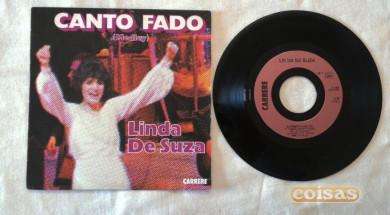 CANTO FADO
(Medley)
Linda
De Suza
CARRERE
LINDA DE SUZA
CARRERE
coisas